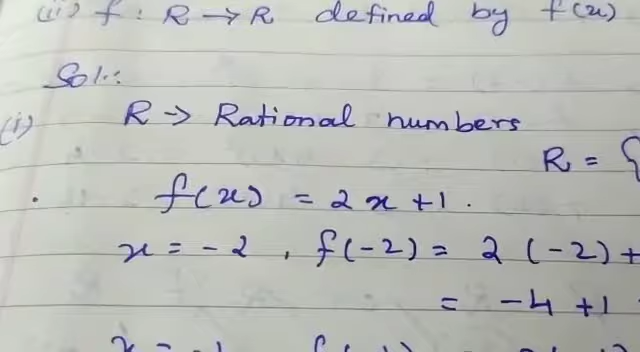 (ii) f : R → R defined by f(x)
Sol:
(i) R → Rational numbers
R = {
f(x) = 2x + 1.
x = -2 , f(-2) = 2(-2) +
= -4 + 1